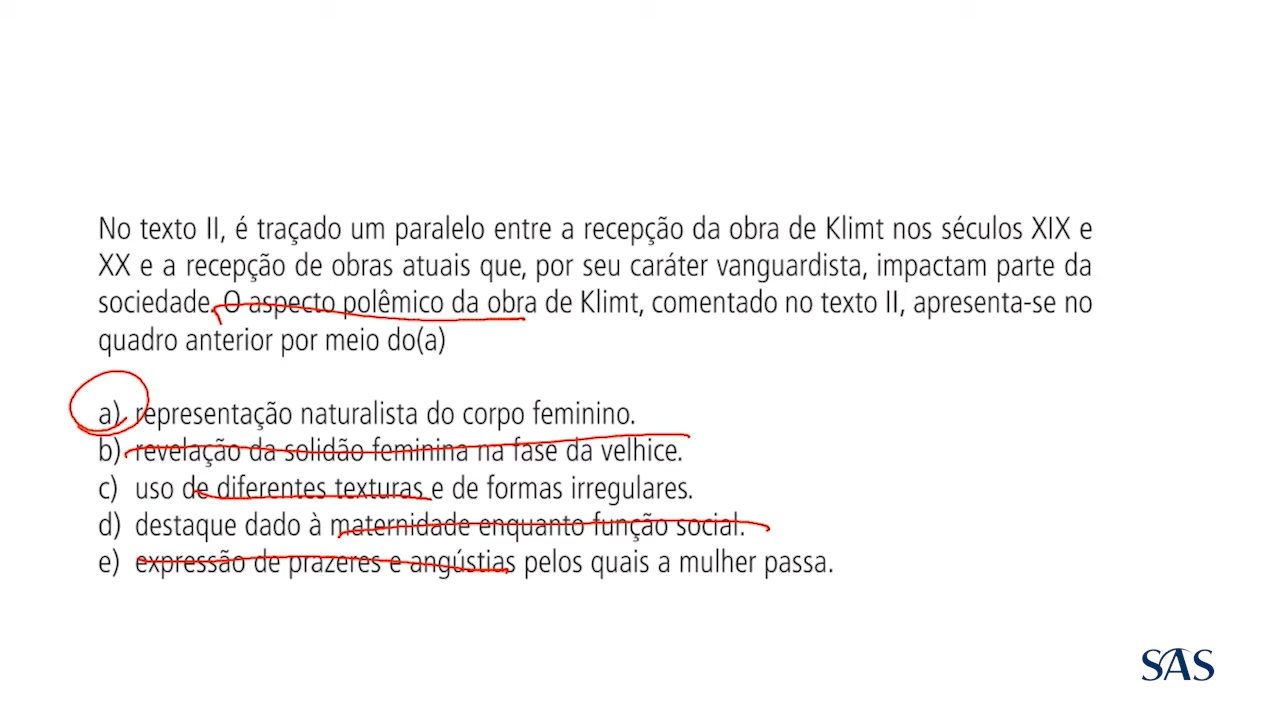 No texto II, é traçado um paralelo entre a recepção da obra de Klimt nos séculos XIX e
XX e a recepção de obras atuais que, por seu caráter vanguardista, impactam parte da
sociedade. O aspecto polêmico da obra de Klimt, comentado no texto II, apresenta-se no
quadro anterior por meio do(a)
a) representação naturalista do corpo feminino.
b) revelação da solidão feminina na fase da velhice.
c) uso de diferentes texturas e de formas irregulares.
d) destaque dado à maternidade enquanto função social.
e) expressão de prazeres e angústias pelos quais a mulher passa.
SAS